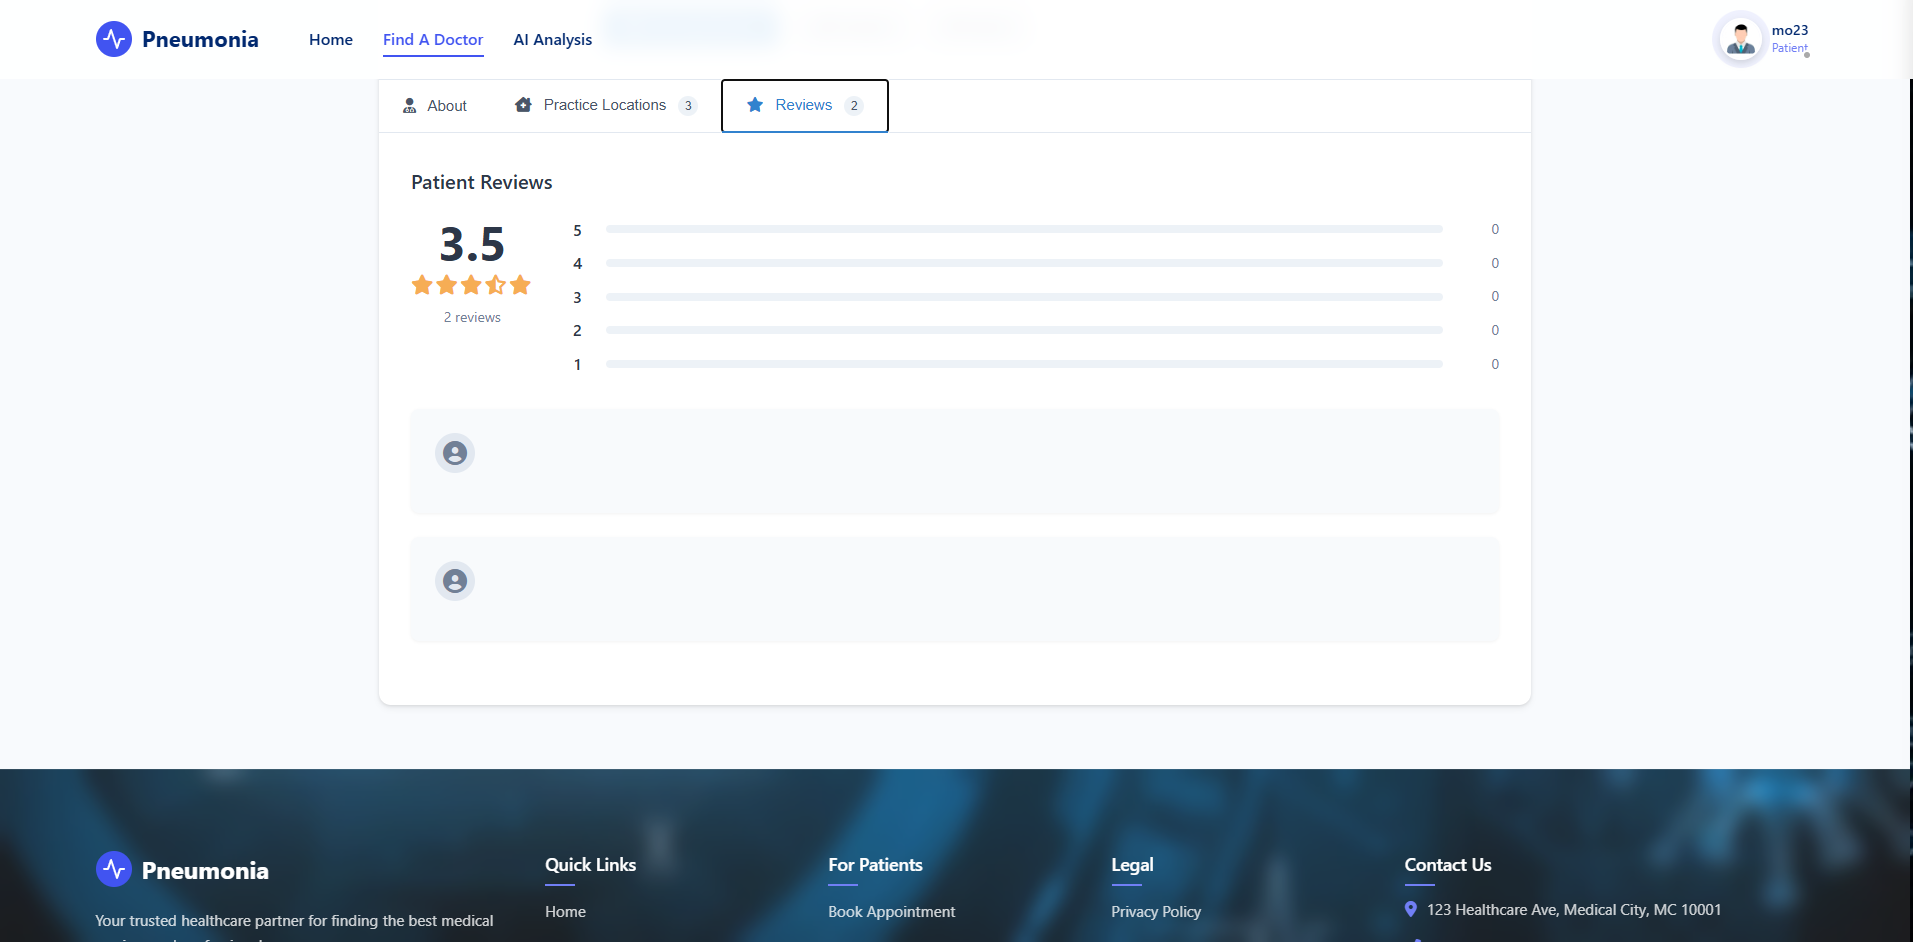 Pneumonia
Home
Find A Doctor
AI Analysis
mo23
Patient
About
Practice Locations 3
Reviews 2
Patient Reviews
3.5
2 reviews
5 0
4 0
3 0
2 0
1 0
Pneumonia
Your trusted healthcare partner for finding the best medical
Quick Links
Home
For Patients
Book Appointment
Legal
Privacy Policy
Contact Us
123 Healthcare Ave, Medical City, MC 10001